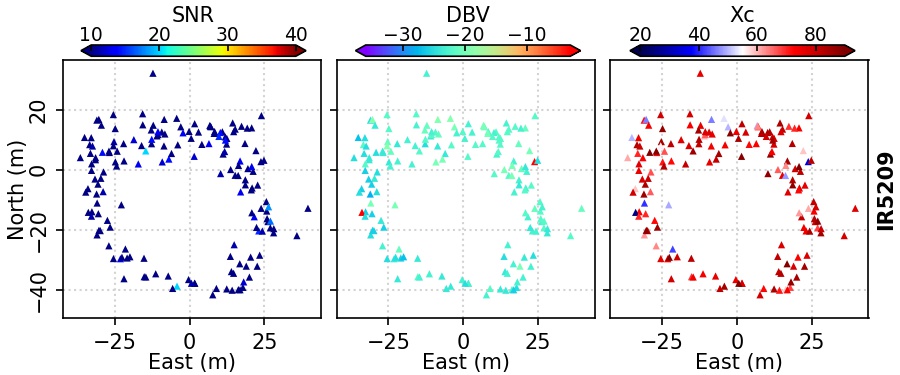 SNR DBV Xc
10 20 30 40 −30 −20 −10 20 40 60 80
20
0
−20
−40
North (m)
IR5209
−25 0 25 −25 0 25 −25 0 25
East (m) East (m) East (m)